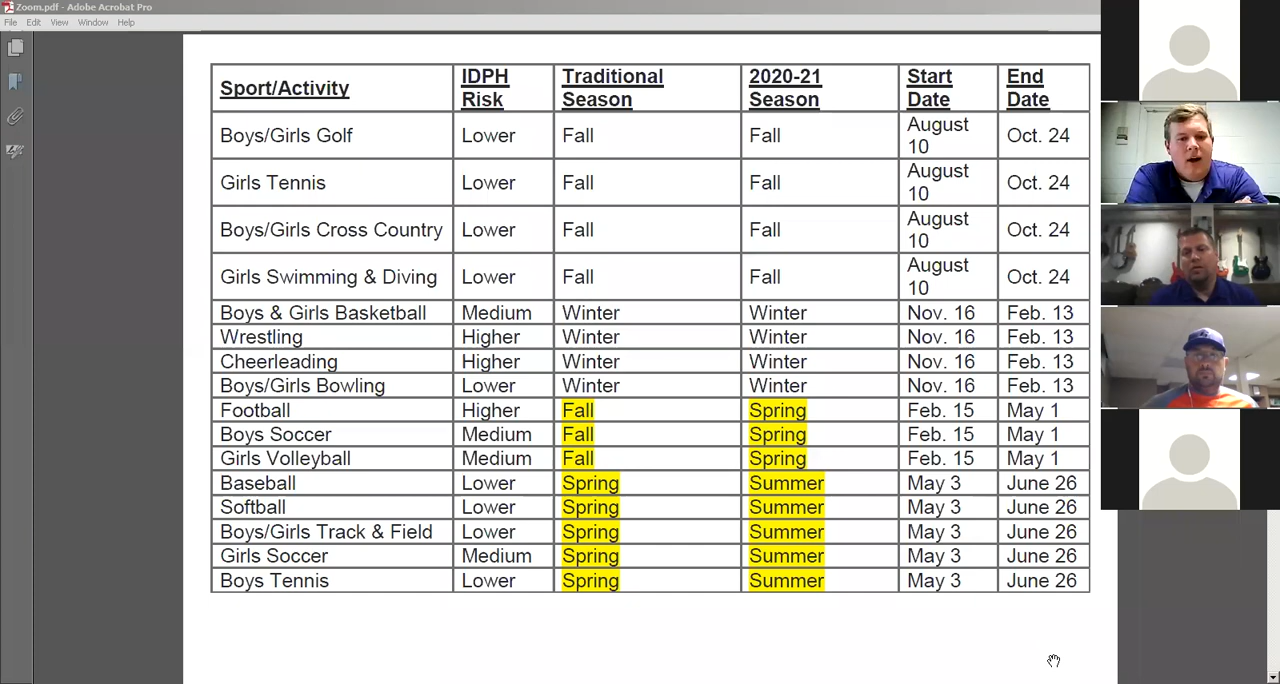 Zoom.pdf - Adobe Acrobat Pro
File Edit View Window Help
Sport/Activity IDPH Risk Traditional Season 2020-21 Season Start Date End Date
Boys/Girls Golf Lower Fall Fall August 10 Oct. 24
Girls Tennis Lower Fall Fall August 10 Oct. 24
Boys/Girls Cross Country Lower Fall Fall August 10 Oct. 24
Girls Swimming & Diving Lower Fall Fall August 10 Oct. 24
Boys & Girls Basketball Medium Winter Winter Nov. 16 Feb. 13
Wrestling Higher Winter Winter Nov. 16 Feb. 13
Cheerleading Higher Winter Winter Nov. 16 Feb. 13
Boys/Girls Bowling Lower Winter Winter Nov. 16 Feb. 13
Football Higher Fall Spring Feb. 15 May 1
Boys Soccer Medium Fall Spring Feb. 15 May 1
Girls Volleyball Medium Fall Spring Feb. 15 May 1
Baseball Lower Spring Summer May 3 June 26
Softball Lower Spring Summer May 3 June 26
Boys/Girls Track & Field Lower Spring Summer May 3 June 26
Girls Soccer Medium Spring Summer May 3 June 26
Boys Tennis Lower Spring Summer May 3 June 26